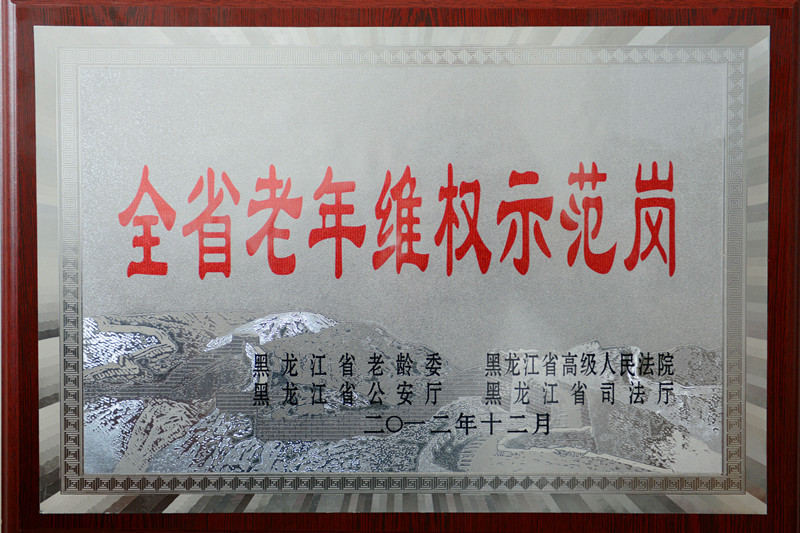 全省老年维权示范岗
黑龙江省老龄委 黑龙江省高级人民法院
黑龙江省公安厅 黑龙江省司法厅
二〇一二年十二月